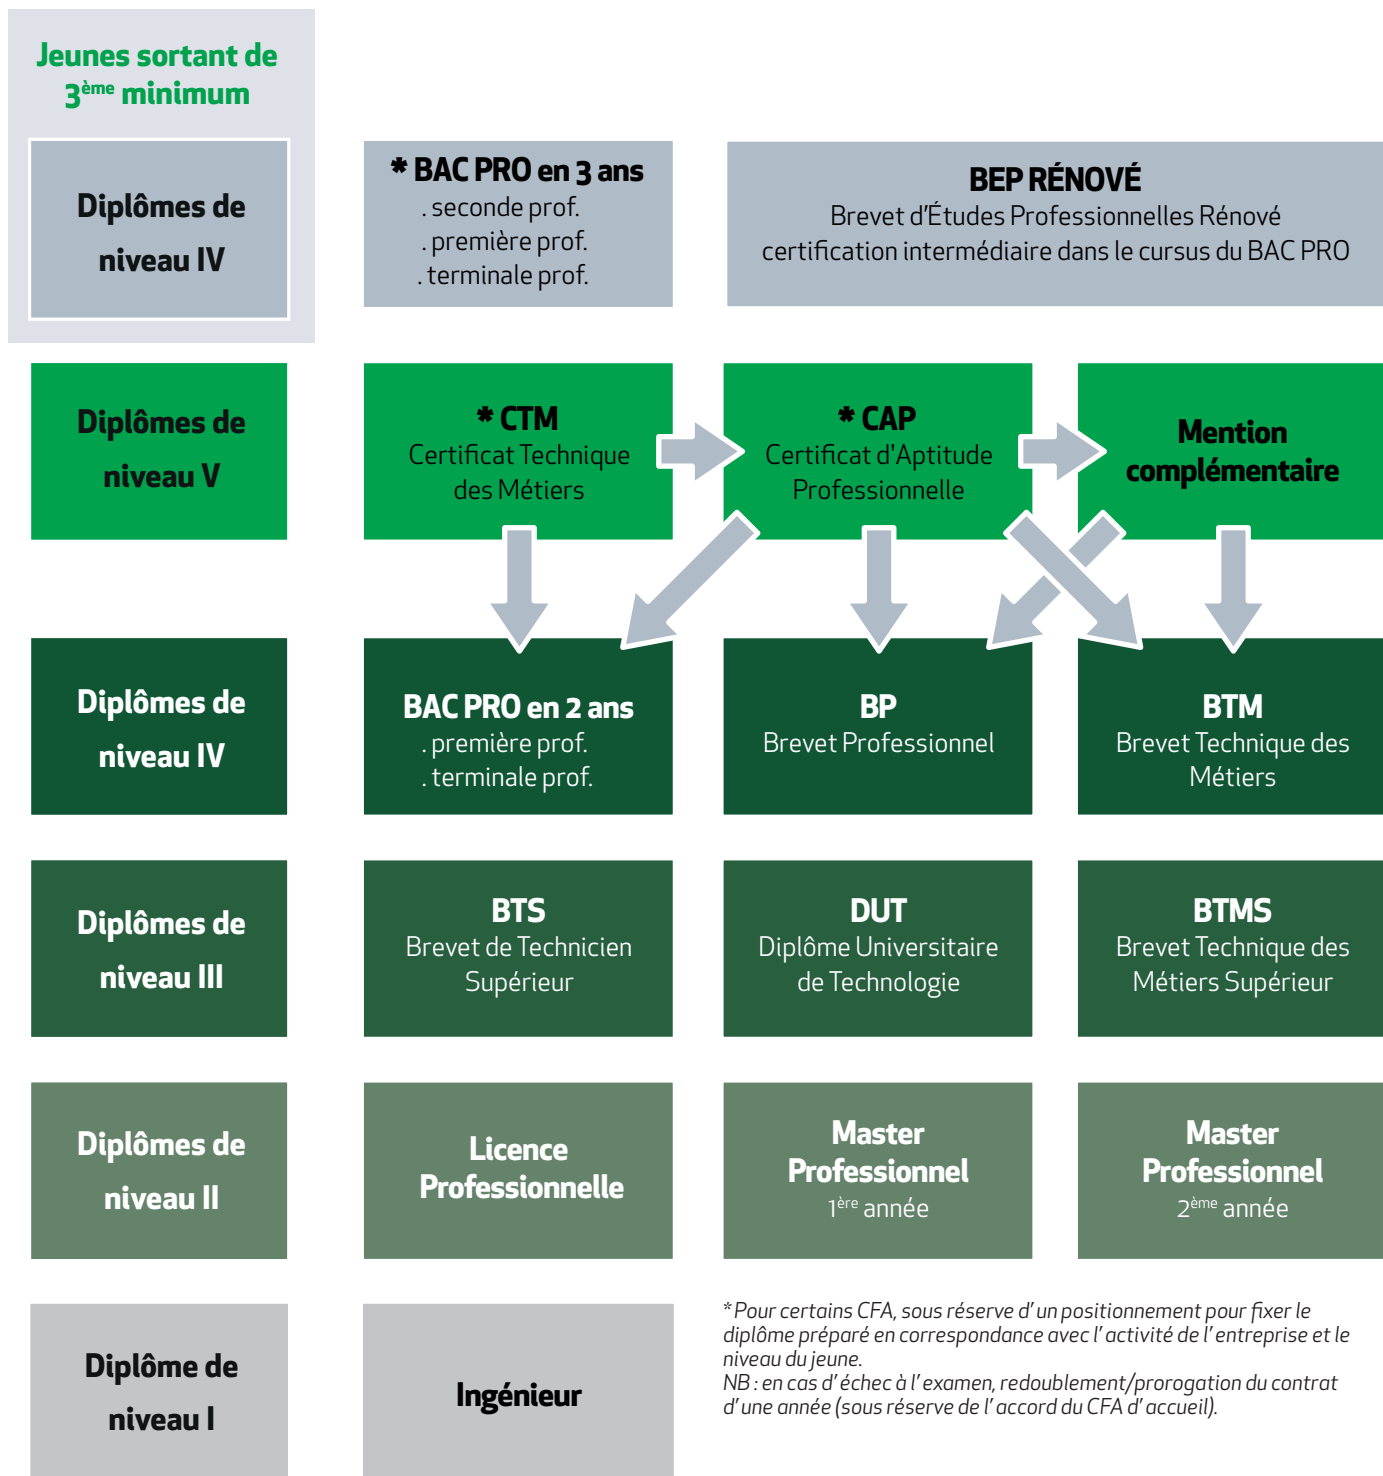 Jeunes sortant de
3ème minimum
Diplômes de
niveau IV
* BAC PRO en 3 ans
. seconde prof.
. première prof.
. terminale prof.
BEP RÉNOVÉ
Brevet d'Études Professionnelles Rénové
certification intermédiaire dans le cursus du BAC PRO
Diplômes de
niveau V
* CTM
Certificat Technique
des Métiers
* CAP
Certificat d'Aptitude
Professionnelle
Mention
complémentaire
Diplômes de
niveau IV
BAC PRO en 2 ans
. première prof.
. terminale prof.
BP
Brevet Professionnel
BTM
Brevet Technique des
Métiers
Diplômes de
niveau III
BTS
Brevet de Technicien
Supérieur
DUT
Diplôme Universitaire
de Technologie
BTMS
Brevet Technique des
Métiers Supérieur
Diplômes de
niveau II
Licence
Professionnelle
Master
Professionnel
1ère année
Master
Professionnel
2ème année
Diplôme de
niveau I
Ingénieur
* Pour certains CFA, sous réserve d'un positionnement pour fixer le
diplôme préparé en correspondance avec l'activité de l'entreprise et le
niveau du jeune.
NB : en cas d'échec à l'examen, redoublement/prorogation du contrat
d'une année (sous réserve de l'accord du CFA d'accueil).